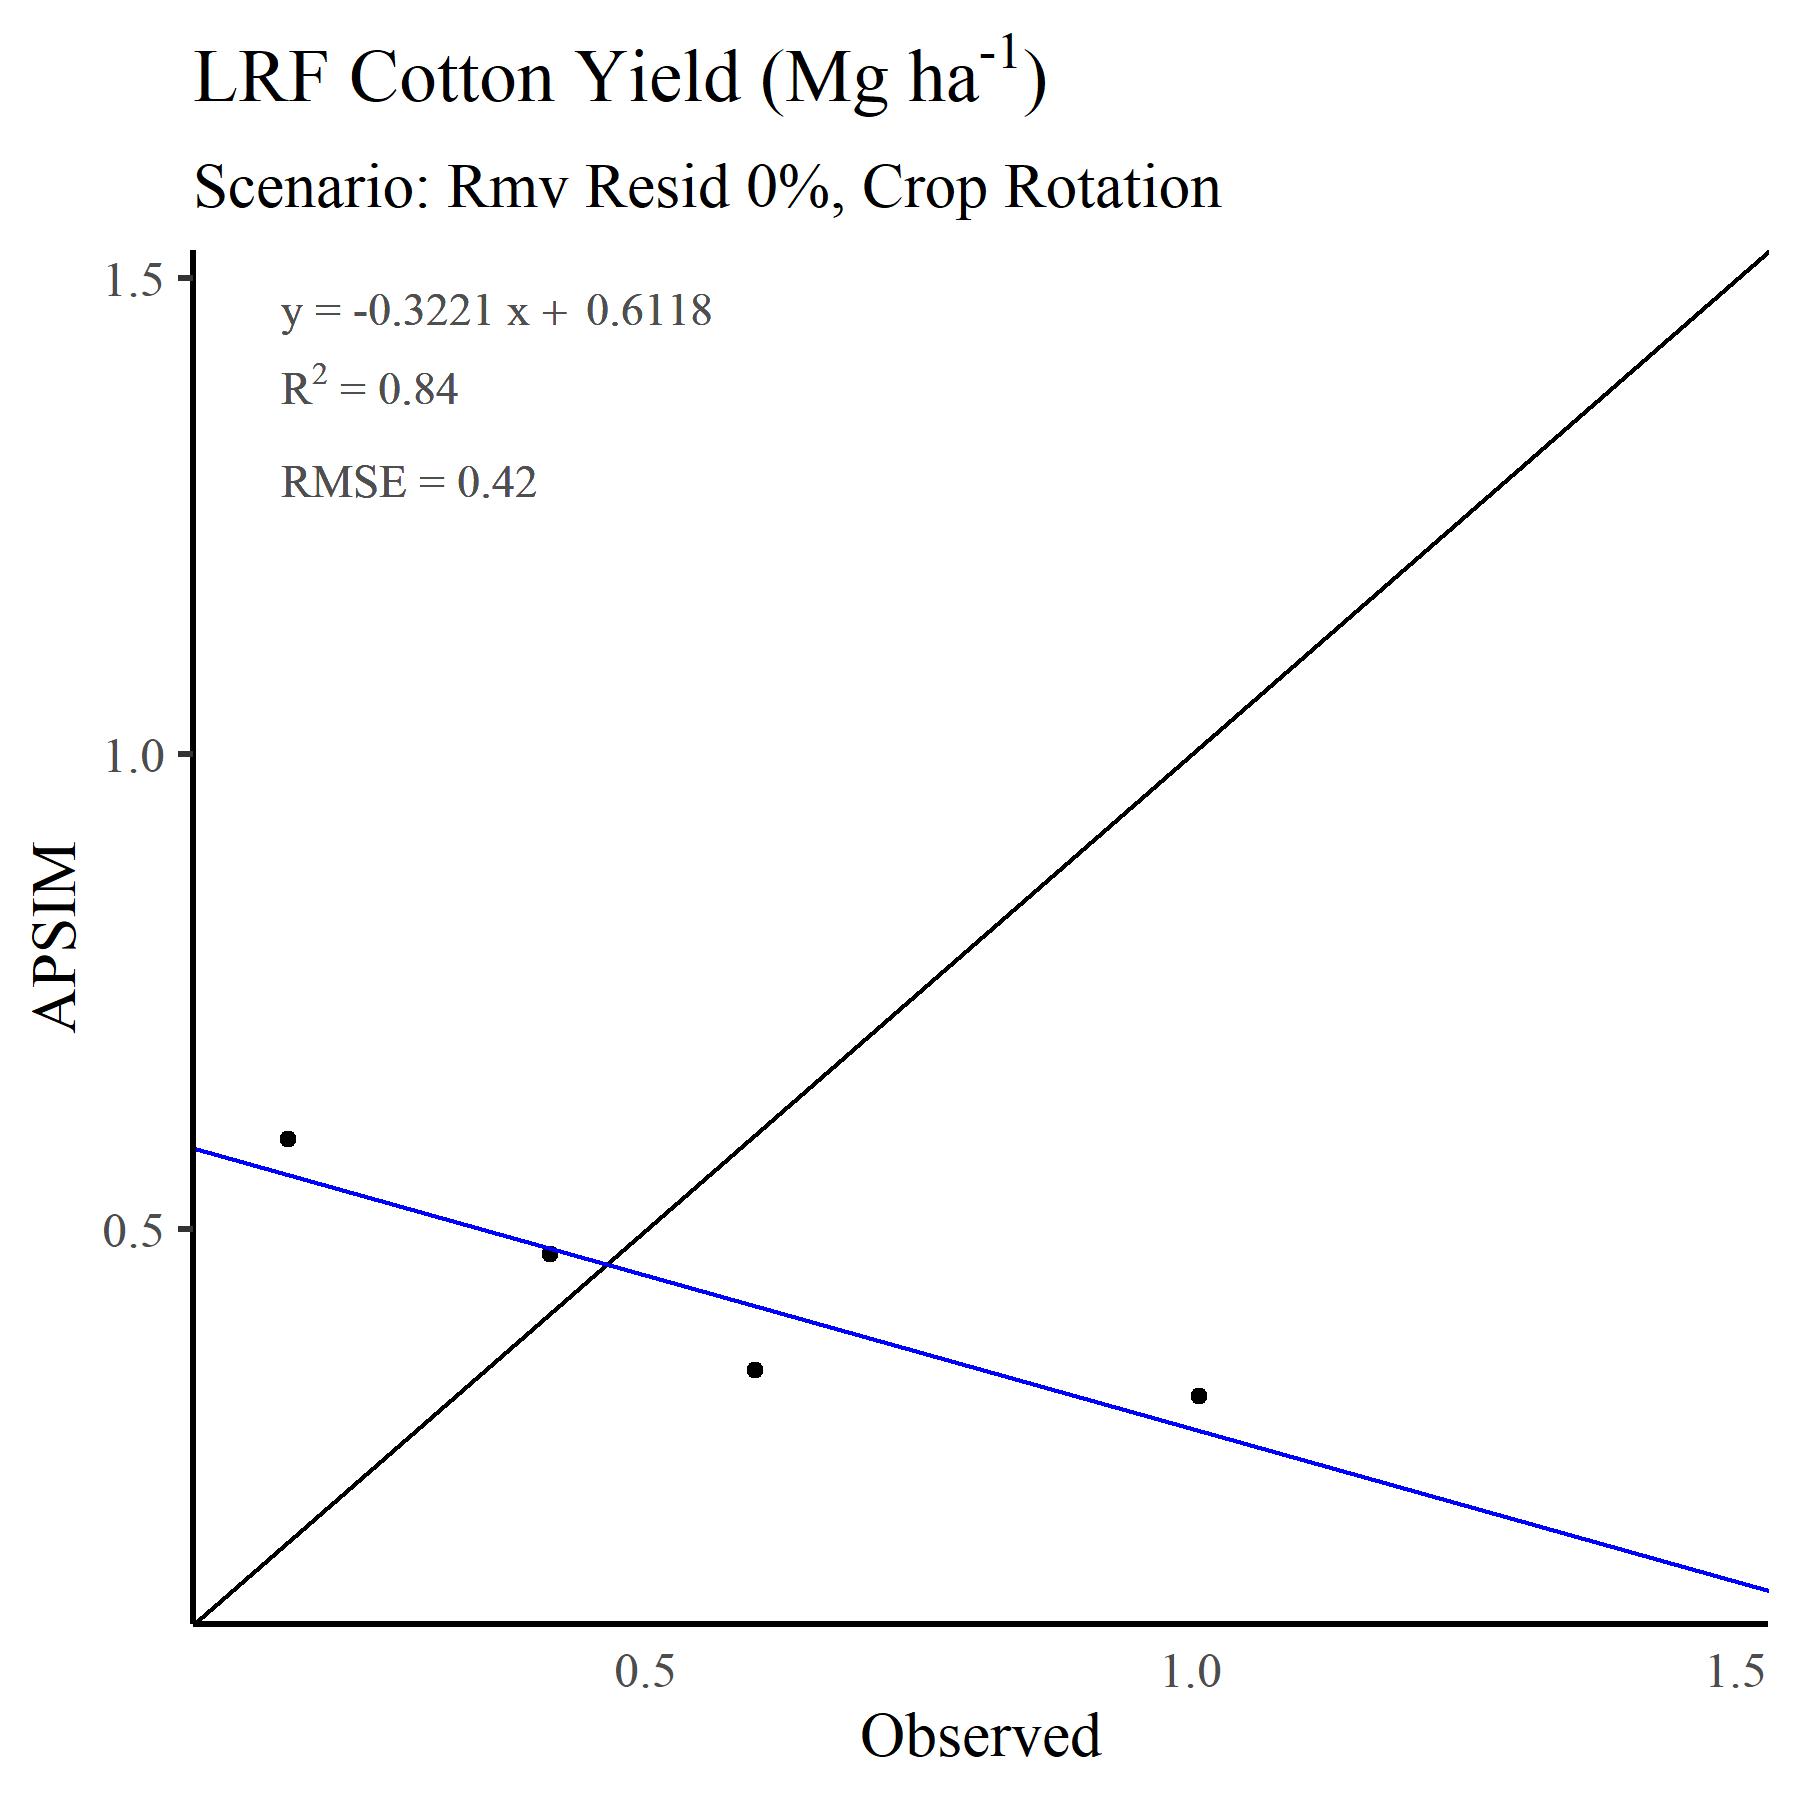 LRF Cotton Yield (Mg ha⁻¹)
Scenario: Rmv Resid 0%, Crop Rotation
1.5
y = -0.3221 x + 0.6118
R² = 0.84
RMSE = 0.42
1.0
APSIM
0.5
0.5 1.0 1.5
Observed